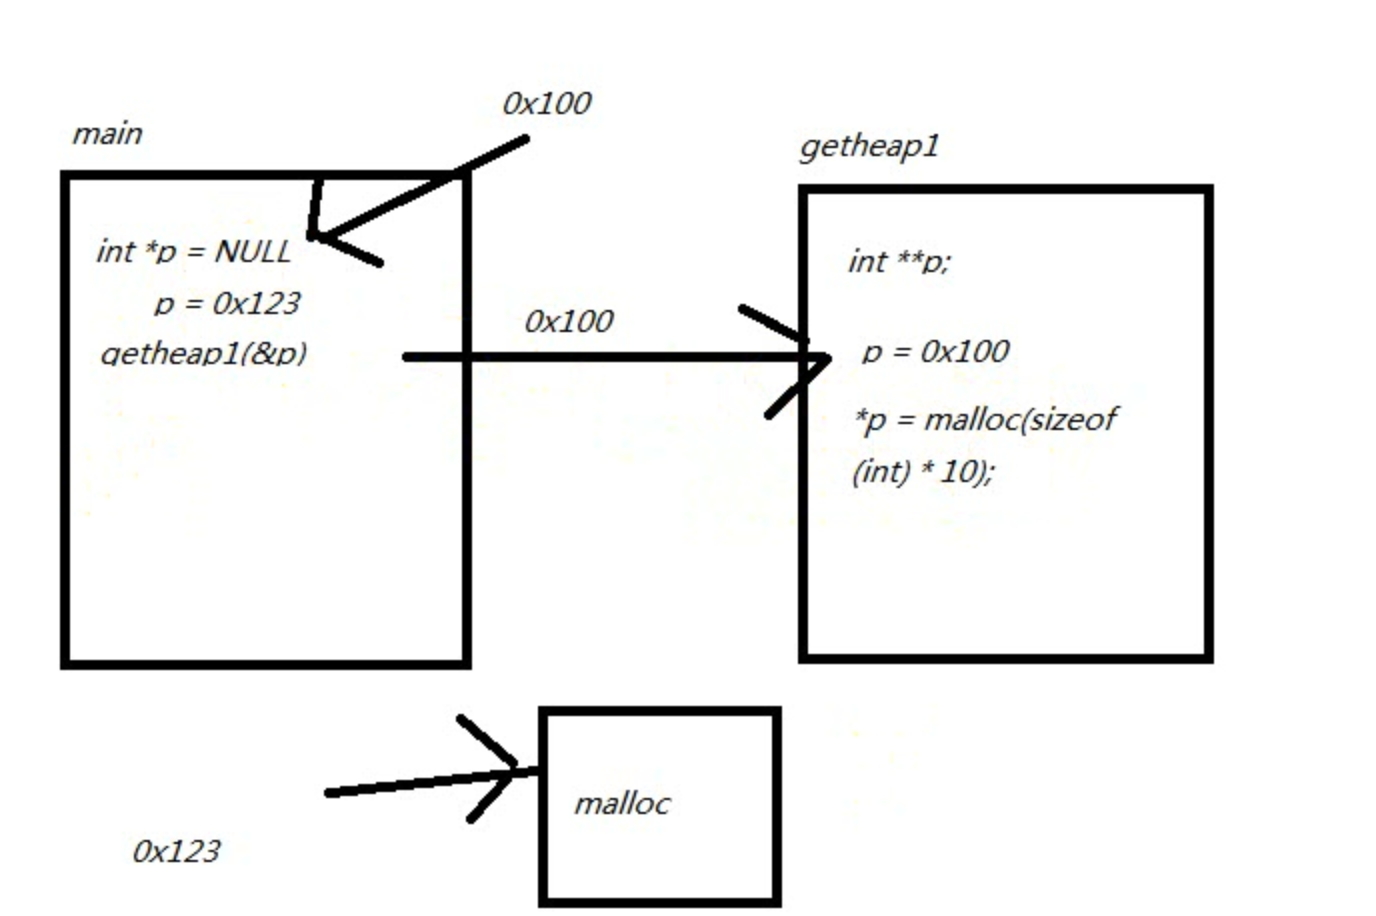 0x100
main
getheap1
int *p = NULL
p = 0x123
getheap1(&p)
0x100
int **p;
p = 0x100
*p = malloc(sizeof
(int) * 10);
malloc
0x123